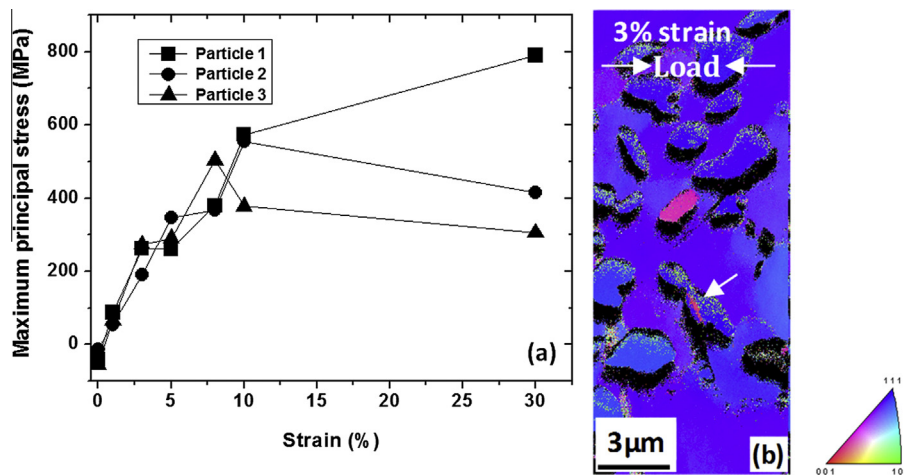 Maximum principal stress (MPa)
800
600
400
200
0
Particle 1
Particle 2
Particle 3
(a)
0
5
10
15
20
25
30
Strain (%)
3% strain
Load
3µm
(b)
111
001
10